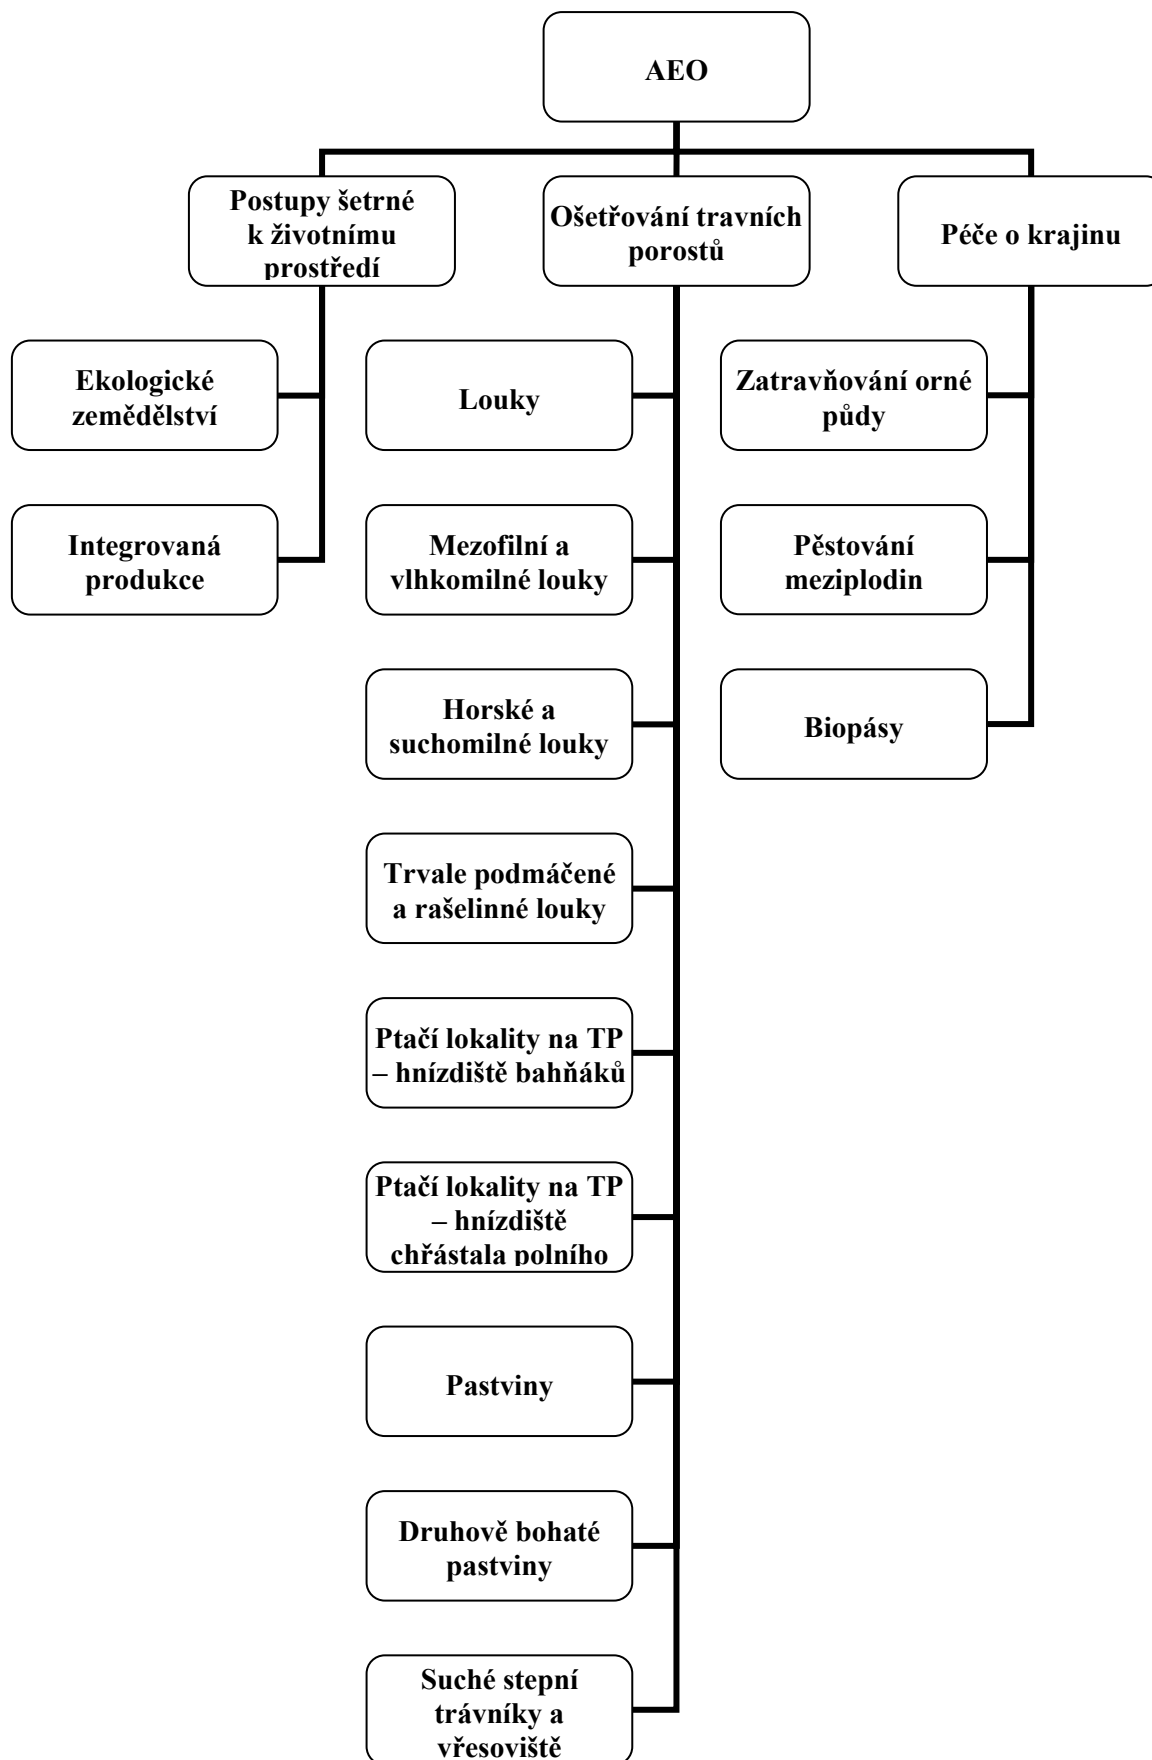 AEO
Postupy šetrné
k životnímu
prostředí
Ošetřování travních
porostů
Péče o krajinu
Ekologické
zemědělství
Integrovaná
produkce
Louky
Mezofilní a
vlhkomilné louky
Horské a
suchomilné louky
Trvale podmáčené
a rašelinné louky
Ptačí lokality na TP
– hnízdiště bahňáků
Ptačí lokality na TP
– hnízdiště
chřástala polního
Pastviny
Druhově bohaté
pastviny
Suché stepní
trávníky a
vřesoviště
Zatravňování orné
půdy
Pěstování
meziplodin
Biopásy